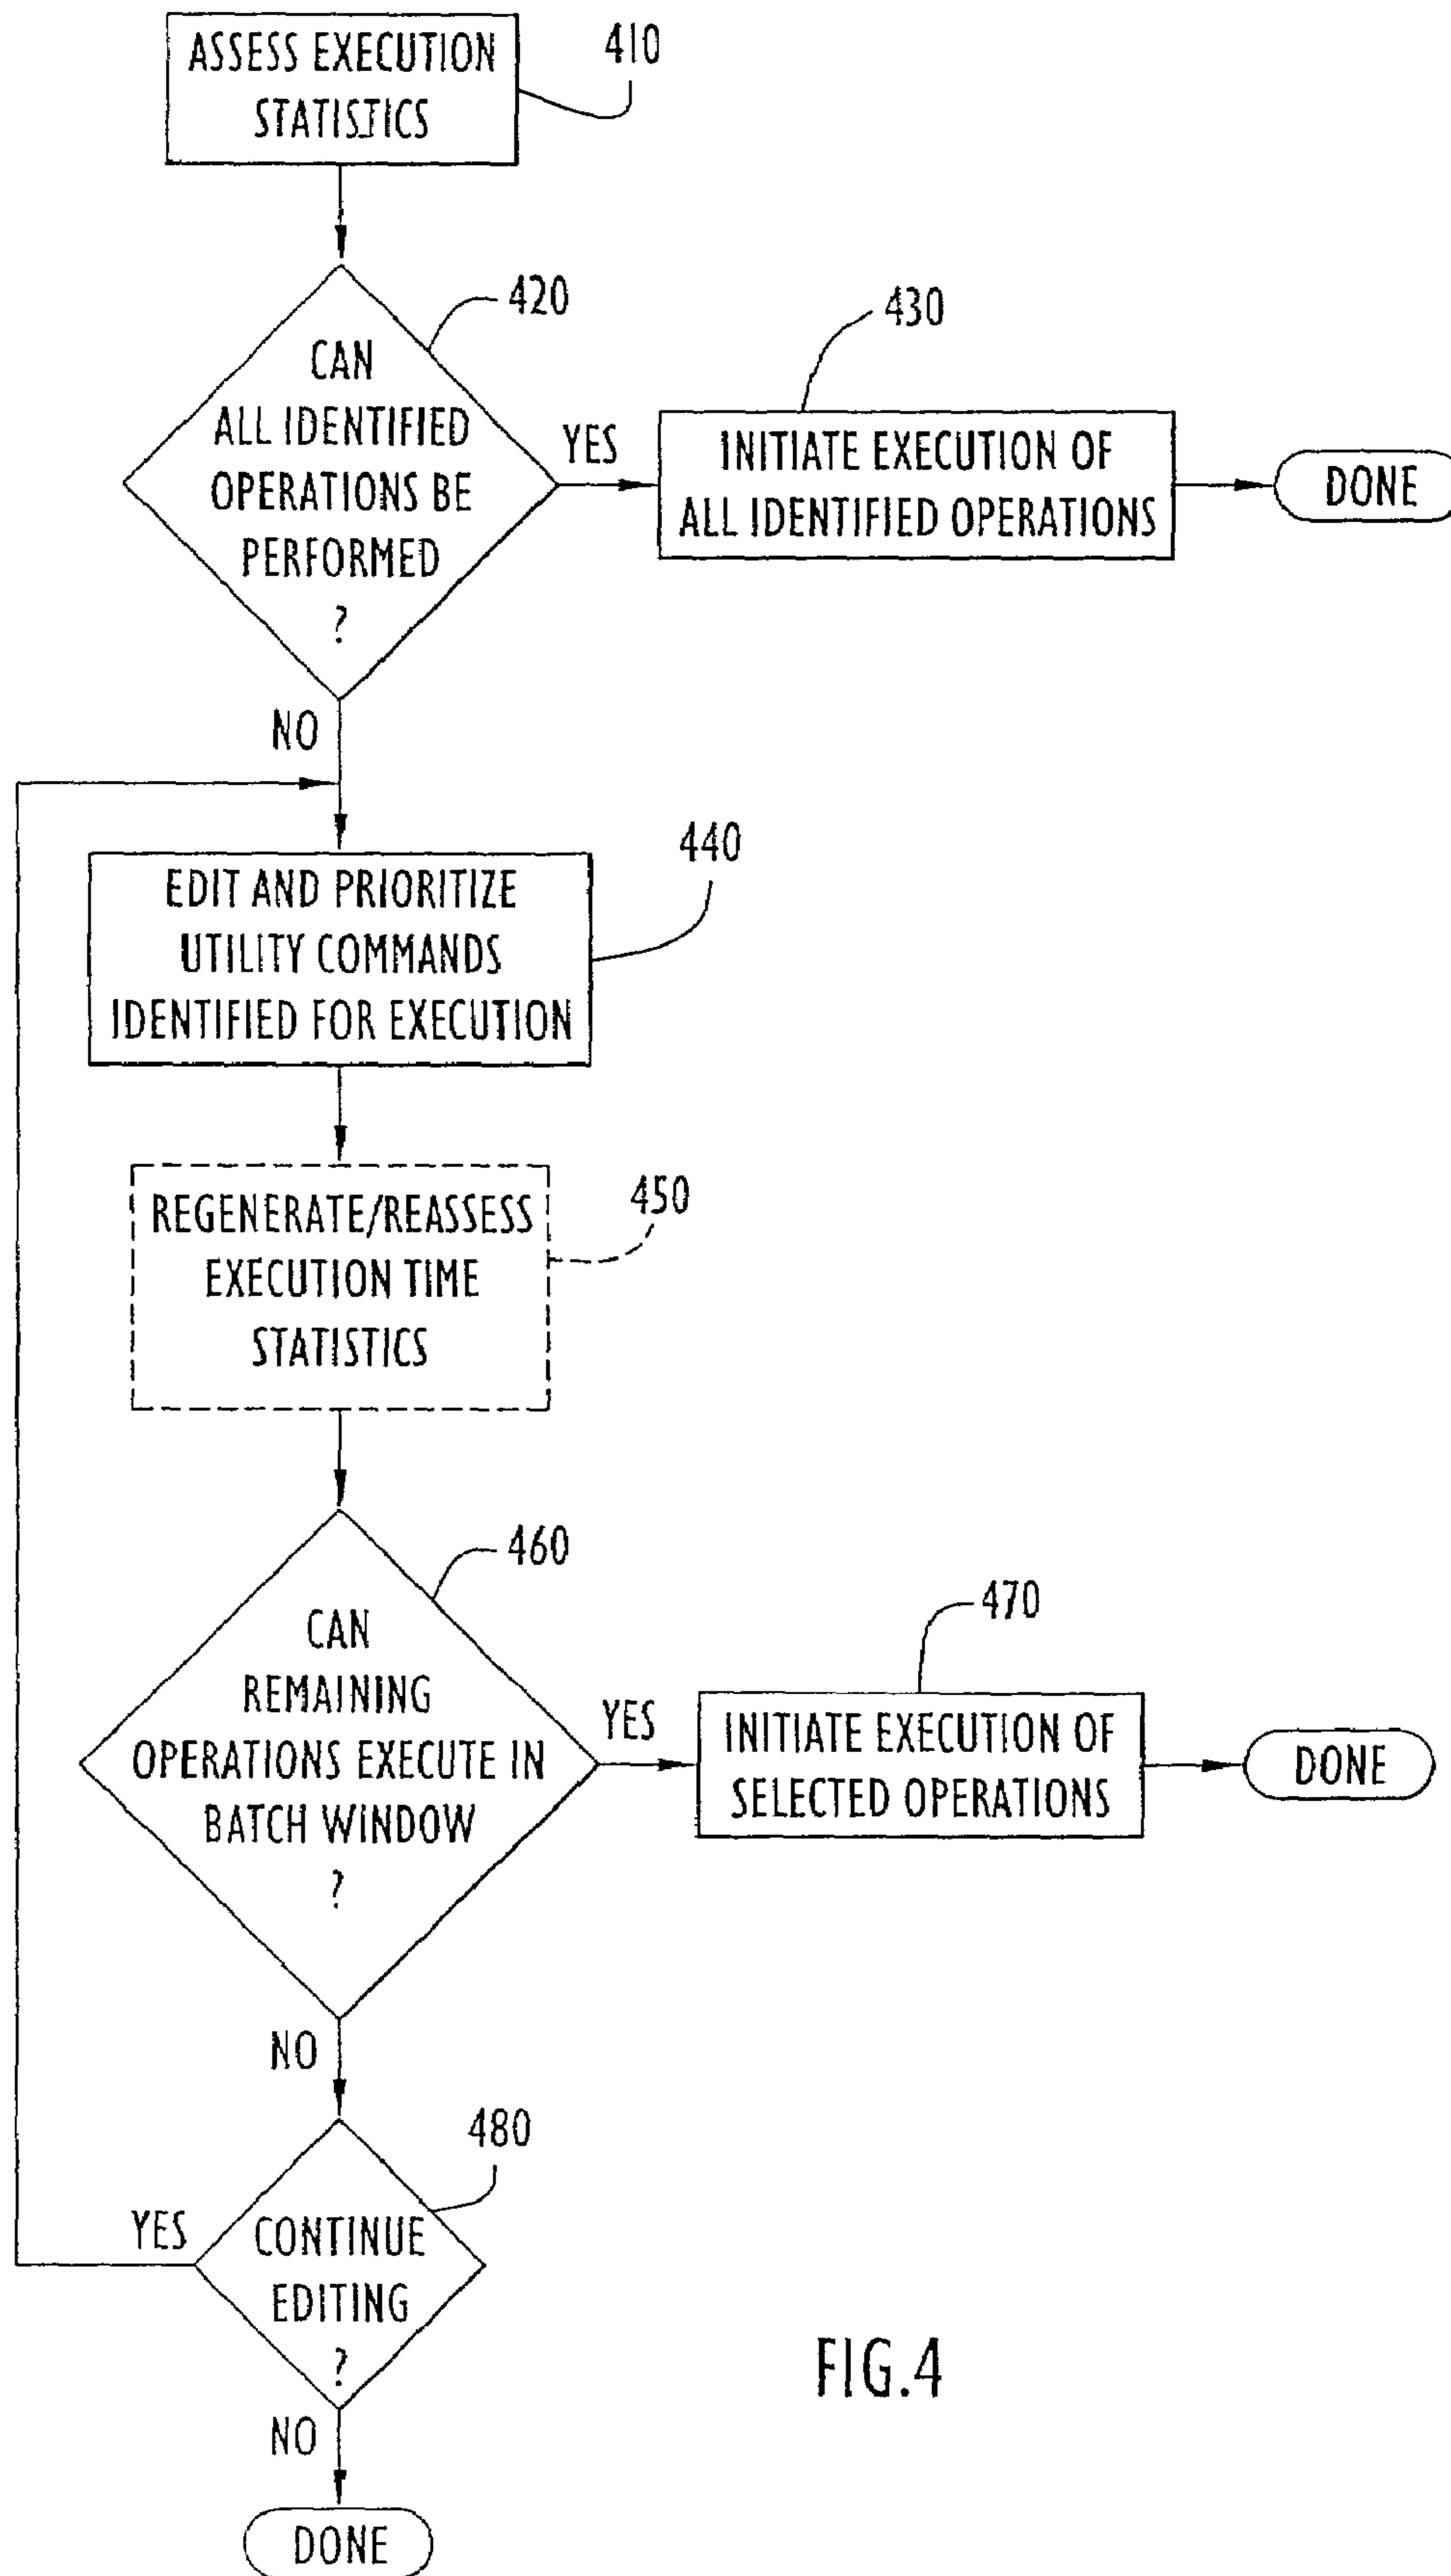 ASSESS EXECUTION
STATISTICS
410
CAN
ALL IDENTIFIED
OPERATIONS BE
PERFORMED
?
420
YES
430
INITIATE EXECUTION OF
ALL IDENTIFIED OPERATIONS
DONE
NO
EDIT AND PRIORITIZE
UTILITY COMMANDS
IDENTIFIED FOR EXECUTION
440
REGENERATE/REASSESS
EXECUTION TIME
STATISTICS
450
CAN
REMAINING
OPERATIONS EXECUTE IN
BATCH WINDOW
?
460
YES
470
INITIATE EXECUTION OF
SELECTED OPERATIONS
DONE
NO
480
YES
CONTINUE
EDITING
?
NO
DONE
FIG.4